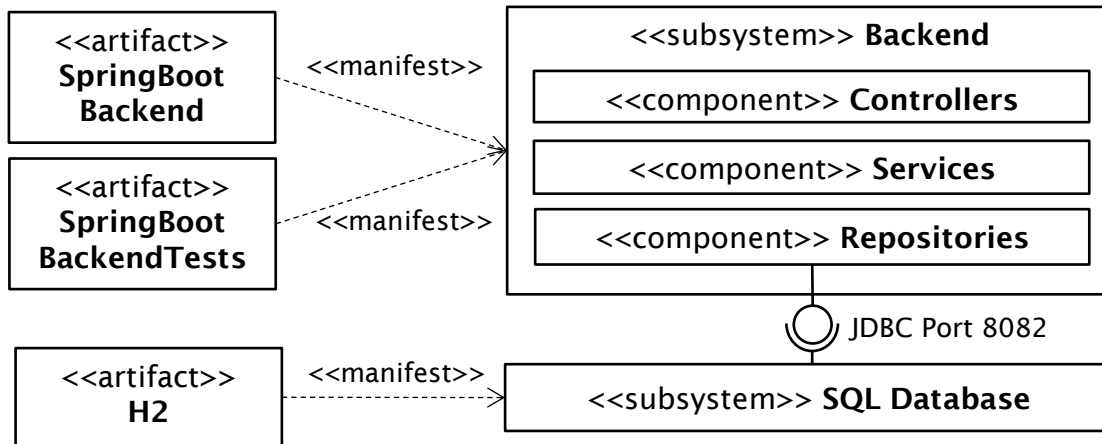 <<artifact>>
SpringBoot
Backend
<<manifest>>
<<subsystem>> Backend
<<component>> Controllers
<<component>> Services
<<component>> Repositories
<<artifact>>
SpringBoot
BackendTests
<<manifest>>
JDBC Port 8082
<<artifact>>
H2
<<manifest>>
<<subsystem>> SQL Database